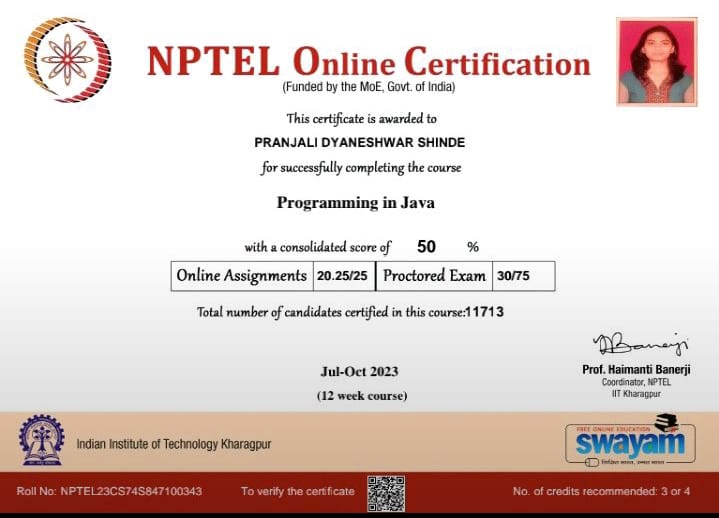 NPTEL Online Certification
(Funded by the MoE, Govt. of India)
This certificate is awarded to
PRANJALI DYANESHWAR SHINDE
for successfully completing the course
Programming in Java
with a consolidated score of 50 %
Online Assignments 20.25/25 Proctored Exam 30/75
Total number of candidates certified in this course:11713
Jul-Oct 2023
(12 week course)
Prof. Haimanti Banerji
Coordinator, NPTEL
IIT Kharagpur
Indian Institute of Technology Kharagpur
FREE ONLINE EDUCATION
swayam
शिक्षित भारत, उन्नत भारत
Roll No: NPTEL23CS74S847100343 To verify the certificate No. of credits recommended: 3 or 4